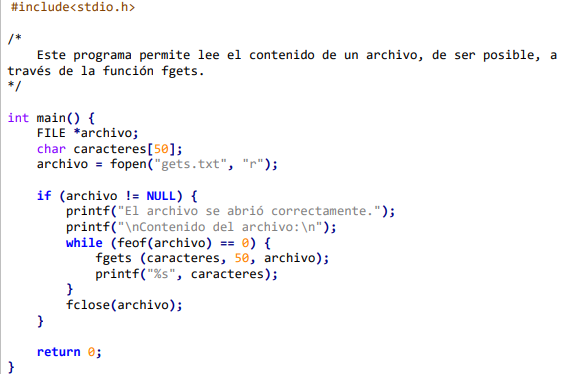 #include<stdio.h>
/*
    Este programa permite lee el contenido de un archivo, de ser posible, a
través de la función fgets.
*/
int main() {
    FILE *archivo;
    char caracteres[50];
    archivo = fopen("gets.txt", "r");
    if (archivo != NULL) {
        printf("El archivo se abrió correctamente.");
        printf("\nContenido del archivo:\n");
        while (feof(archivo) == 0) {
            fgets (caracteres, 50, archivo);
            printf("%s", caracteres);
        }
        fclose(archivo);
    }
    return 0;
}